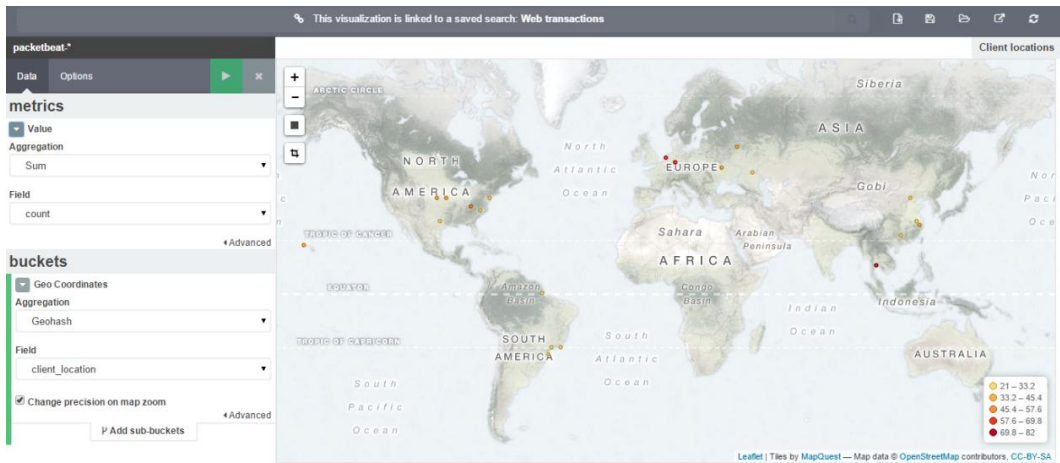 This visualization is linked to a saved search: Web transactions
packetbeat-*
Client locations
Data Options
metrics
Value
Aggregation
Sum
Field
count
Advanced
buckets
Geo Coordinates
Aggregation
Geohash
Field
client_location
Change precision on map zoom
Advanced
Add sub-buckets
+
−
ARCTIC CIRCLE
Siberia
ASIA
North
Atlantic
Ocean
NORTH
AMERICA
EUROPE
Gobi
Sahara
Arabian
Peninsula
TROPIC OF CANCER
AFRICA
EQUATOR
Amazon
Basin
Congo
Basin
Indian
Ocean
Indonesia
TROPIC OF CAPRICORN
SOUTH
AMERICA
South
Atlantic
Ocean
AUSTRALIA
South
Pacific
Ocean
21 – 33.2
33.2 – 45.4
45.4 – 57.6
57.6 – 69.8
69.8 – 82
Leaflet | Tiles by MapQuest — Map data © OpenStreetMap contributors, CC-BY-SA